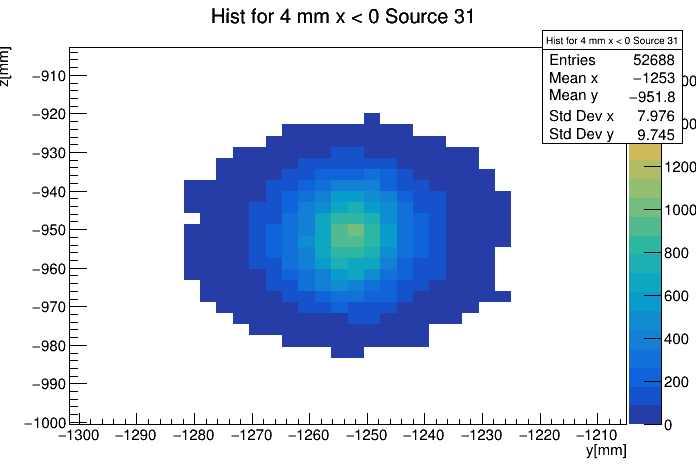 Hist for 4 mm x < 0 Source 31
Hist for 4 mm x < 0 Source 31
Entries 52688
Mean x −1253
Mean y −951.8
Std Dev x 7.976
Std Dev y 9.745
z[mm]
−910
−920
−930
−940
−950
−960
−970
−980
−990
−1000
−1300 −1290 −1280 −1270 −1260 −1250 −1240 −1230 −1220 −1210
y[mm]
1200
1000
800
600
400
200
0